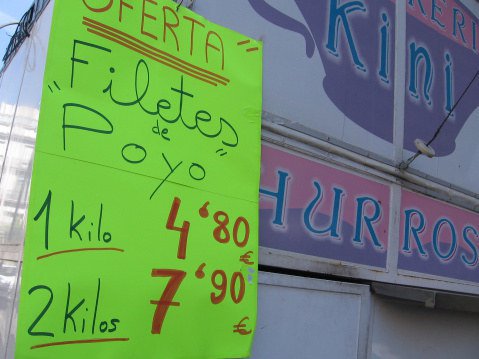 OFERTA"
Filetes
de
"Poyo"
1 Kilo 4'80 €
2 Kilos 7'90 €
Kini
HURROS